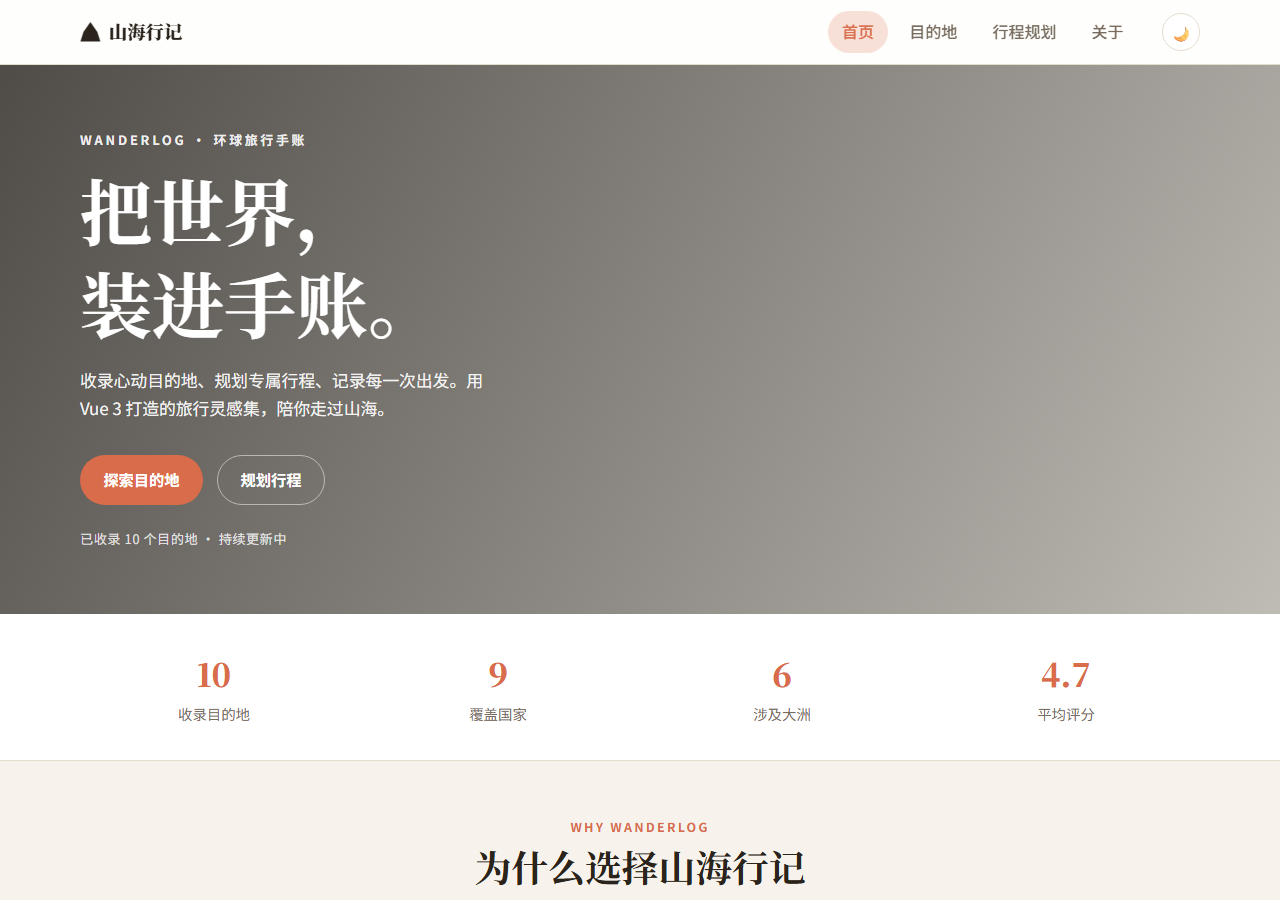 山海行记
首页
目的地
行程规划
关于
WANDERLOG · 环球旅行手账
把世界，
装进手账。
收录心动目的地、规划专属行程、记录每一次出发。用
Vue 3 打造的旅行灵感集，陪你走过山海。
探索目的地
规划行程
已收录 10 个目的地 · 持续更新中
10
收录目的地
9
覆盖国家
6
涉及大洲
4.7
平均评分
WHY WANDERLOG
为什么选择山海行记